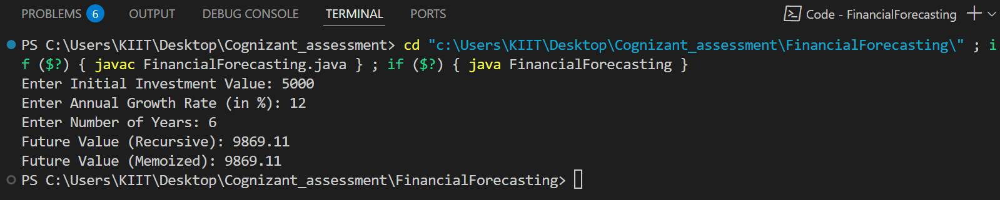 PROBLEMS 6 OUTPUT DEBUG CONSOLE TERMINAL PORTS Code - FinancialForecasting
PS C:\Users\KIIT\Desktop\Cognizant_assessment> cd "c:\Users\KIIT\Desktop\Cognizant_assessment\FinancialForecasting\" ; i
f ($?) { javac FinancialForecasting.java } ; if ($?) { java FinancialForecasting }
Enter Initial Investment Value: 5000
Enter Annual Growth Rate (in %): 12
Enter Number of Years: 6
Future Value (Recursive): 9869.11
Future Value (Memoized): 9869.11
PS C:\Users\KIIT\Desktop\Cognizant_assessment\FinancialForecasting>